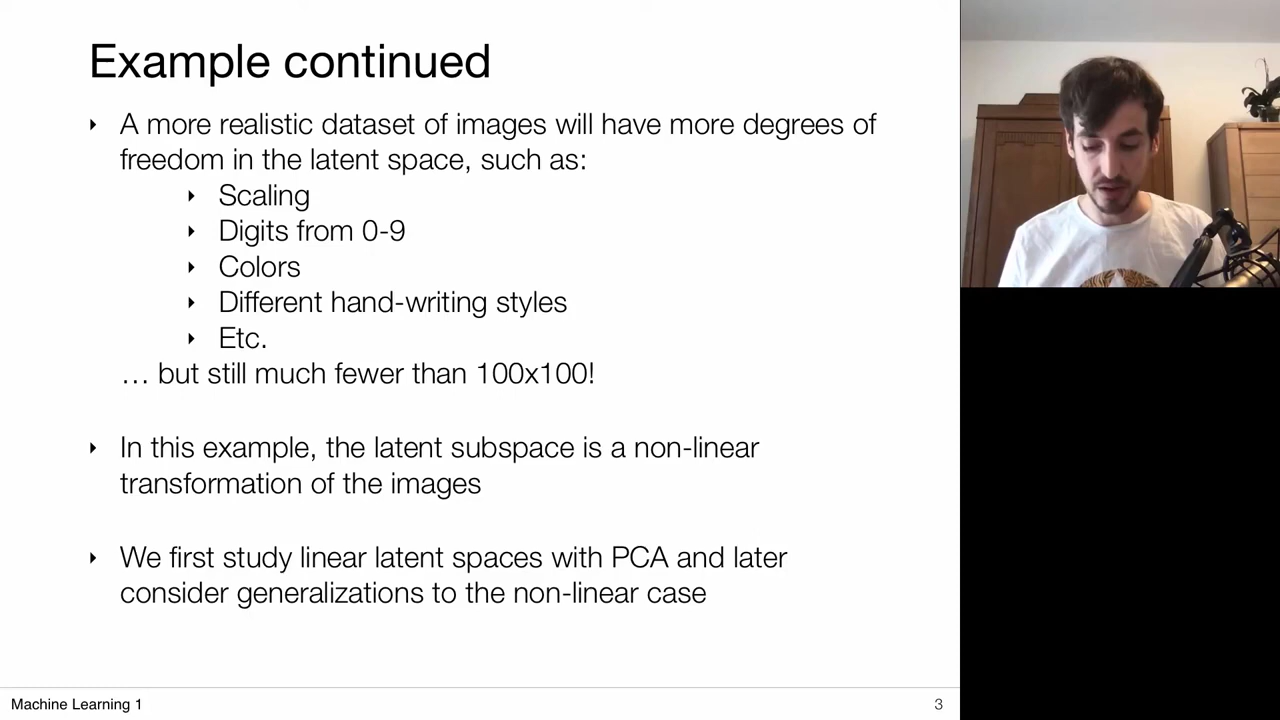 Example continued
‣ A more realistic dataset of images will have more degrees of
freedom in the latent space, such as:
‣ Scaling
‣ Digits from 0-9
‣ Colors
‣ Different hand-writing styles
‣ Etc.
… but still much fewer than 100x100!
‣ In this example, the latent subspace is a non-linear
transformation of the images
‣ We first study linear latent spaces with PCA and later
consider generalizations to the non-linear case
Machine Learning 1
3